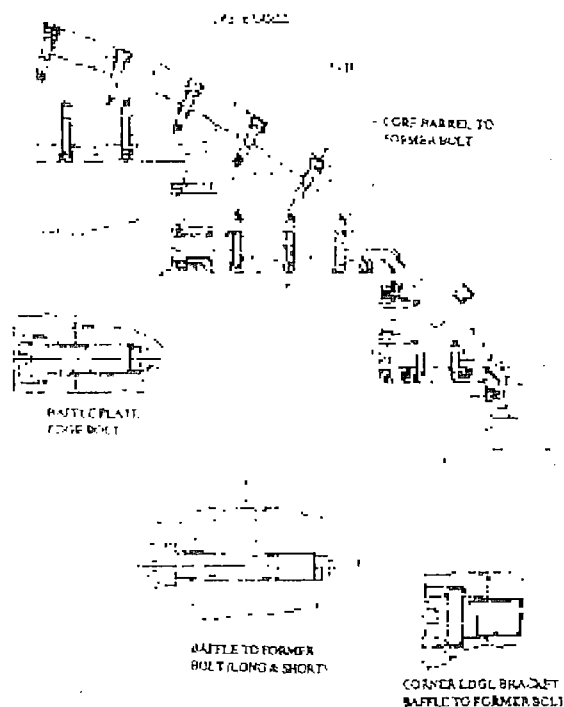 CORE BARREL TO
FORMER BOLT
BAFFLE PLATE
EDGE BOLT
BAFFLE TO FORMER
BOLT (LONG & SHORT)
CORNER EDGE BRACKET
BAFFLE TO FORMER BOLT